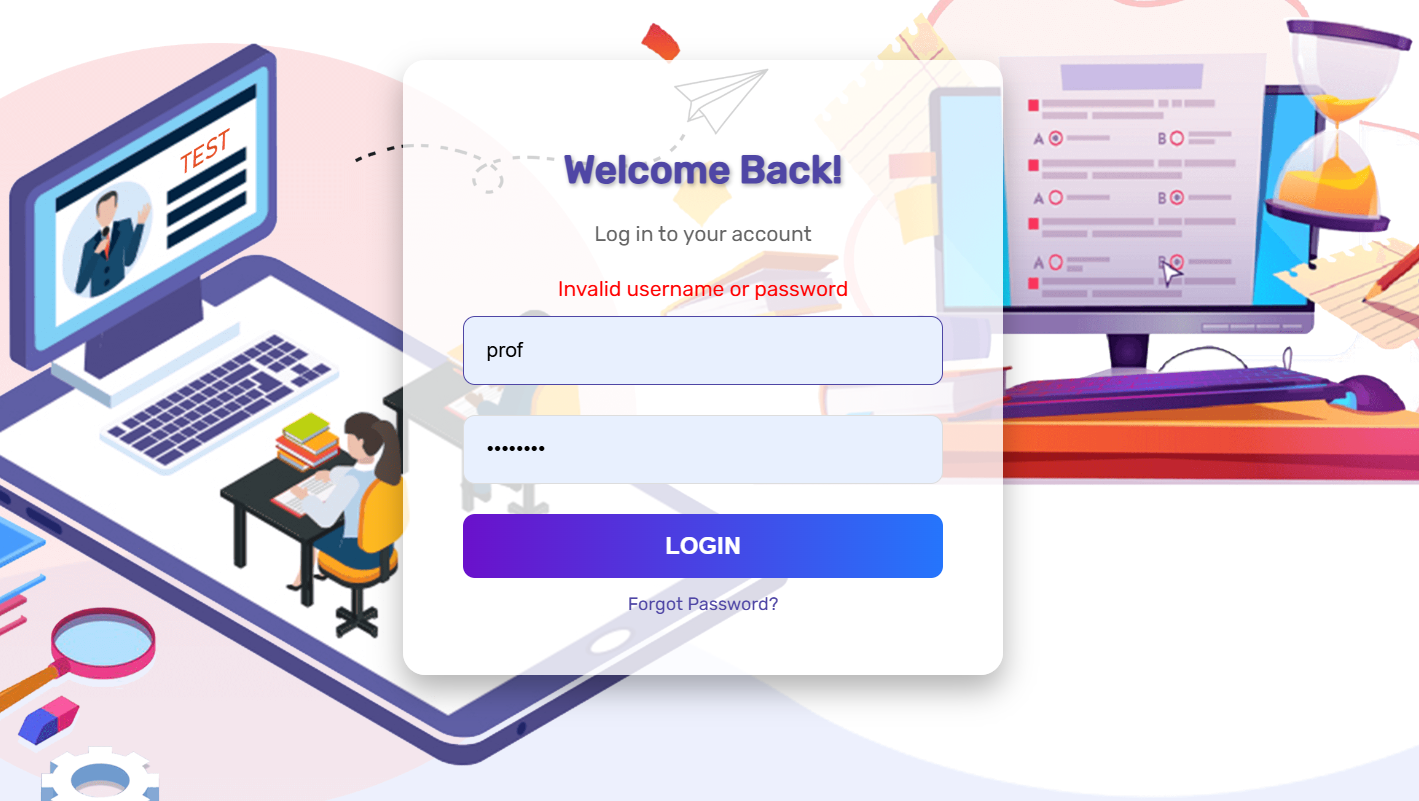 TEST
Welcome Back!
Log in to your account
Invalid username or password
A
B
A
B
A
B
prof
••••••••
LOGIN
Forgot Password?